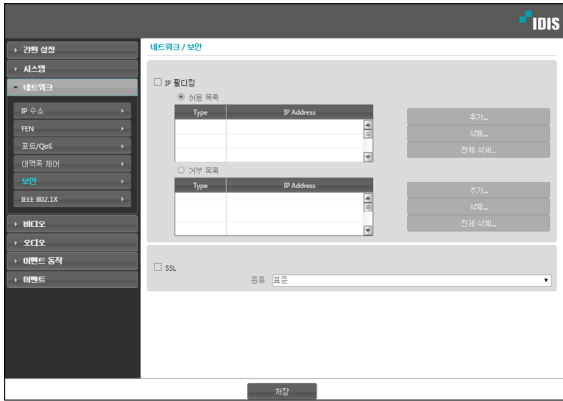 IDIS
간편 설정
시스템
네트워크
IP 주소
FEN
포트/QoS
대역폭 제어
보안
IEEE 802.1X
비디오
오디오
이벤트 동작
이벤트
네트워크 / 보안
IP 필터링
허용 목록
Type IP Address
추가...
삭제...
전체 삭제...
거부 목록
Type IP Address
추가...
삭제...
전체 삭제...
SSL
종류 표준
저장